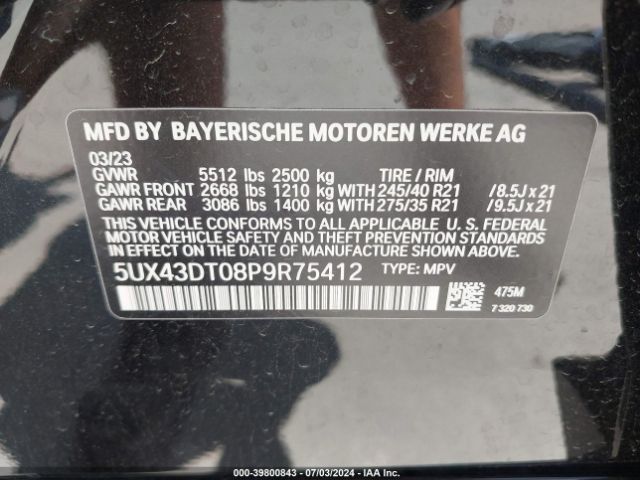 MFD BY BAYERISCHE MOTOREN WERKE AG
03/23
GVWR 5512 lbs 2500 kg TIRE / RIM
GAWR FRONT 2668 lbs 1210 kg WITH 245/40 R21 /8.5J x 21
GAWR REAR 3086 lbs 1400 kg WITH 275/35 R21 /9.5J x 21
THIS VEHICLE CONFORMS TO ALL APPLICABLE U. S. FEDERAL
MOTOR VEHICLE SAFETY AND THEFT PREVENTION
STANDARDS IN EFFECT ON THE DATE OF MANUFACTURE SHOWN ABOVE.
5UX43DT08P9R75412 TYPE: MPV
475M
7 320 730
000-39800843 - 07/03/2024 - IAA Inc.